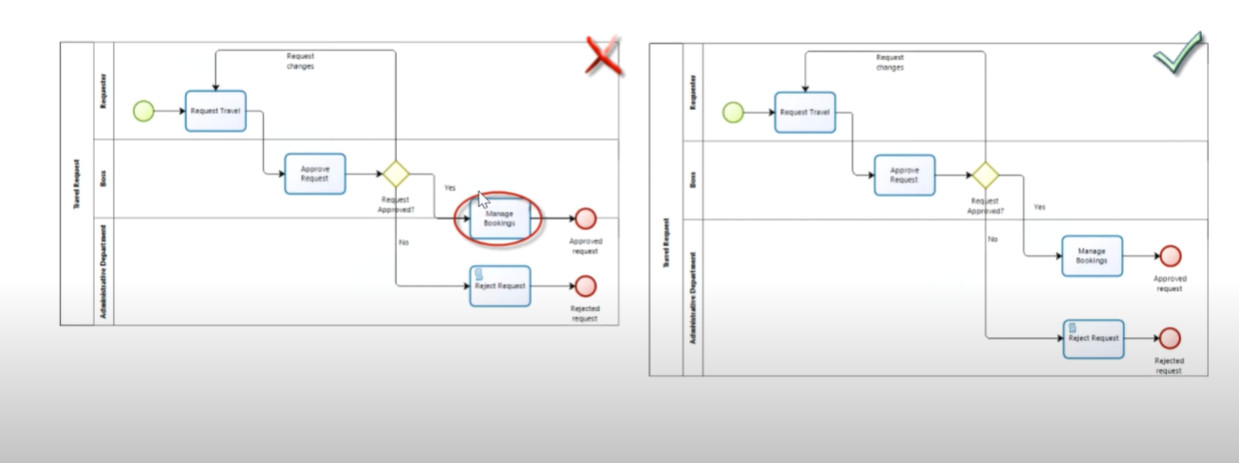 Travel Request
Requester
Boss
Administrative Department
Request
changes
Request Travel
Approve
Request
Request
Approved?
Yes
No
Manage
Bookings
Approved
request
Reject Request
Rejected
request
Travel Request
Requester
Boss
Administrative Department
Request
changes
Request Travel
Approve
Request
Request
Approved?
Yes
No
Manage
Bookings
Approved
request
Reject Request
Rejected
request